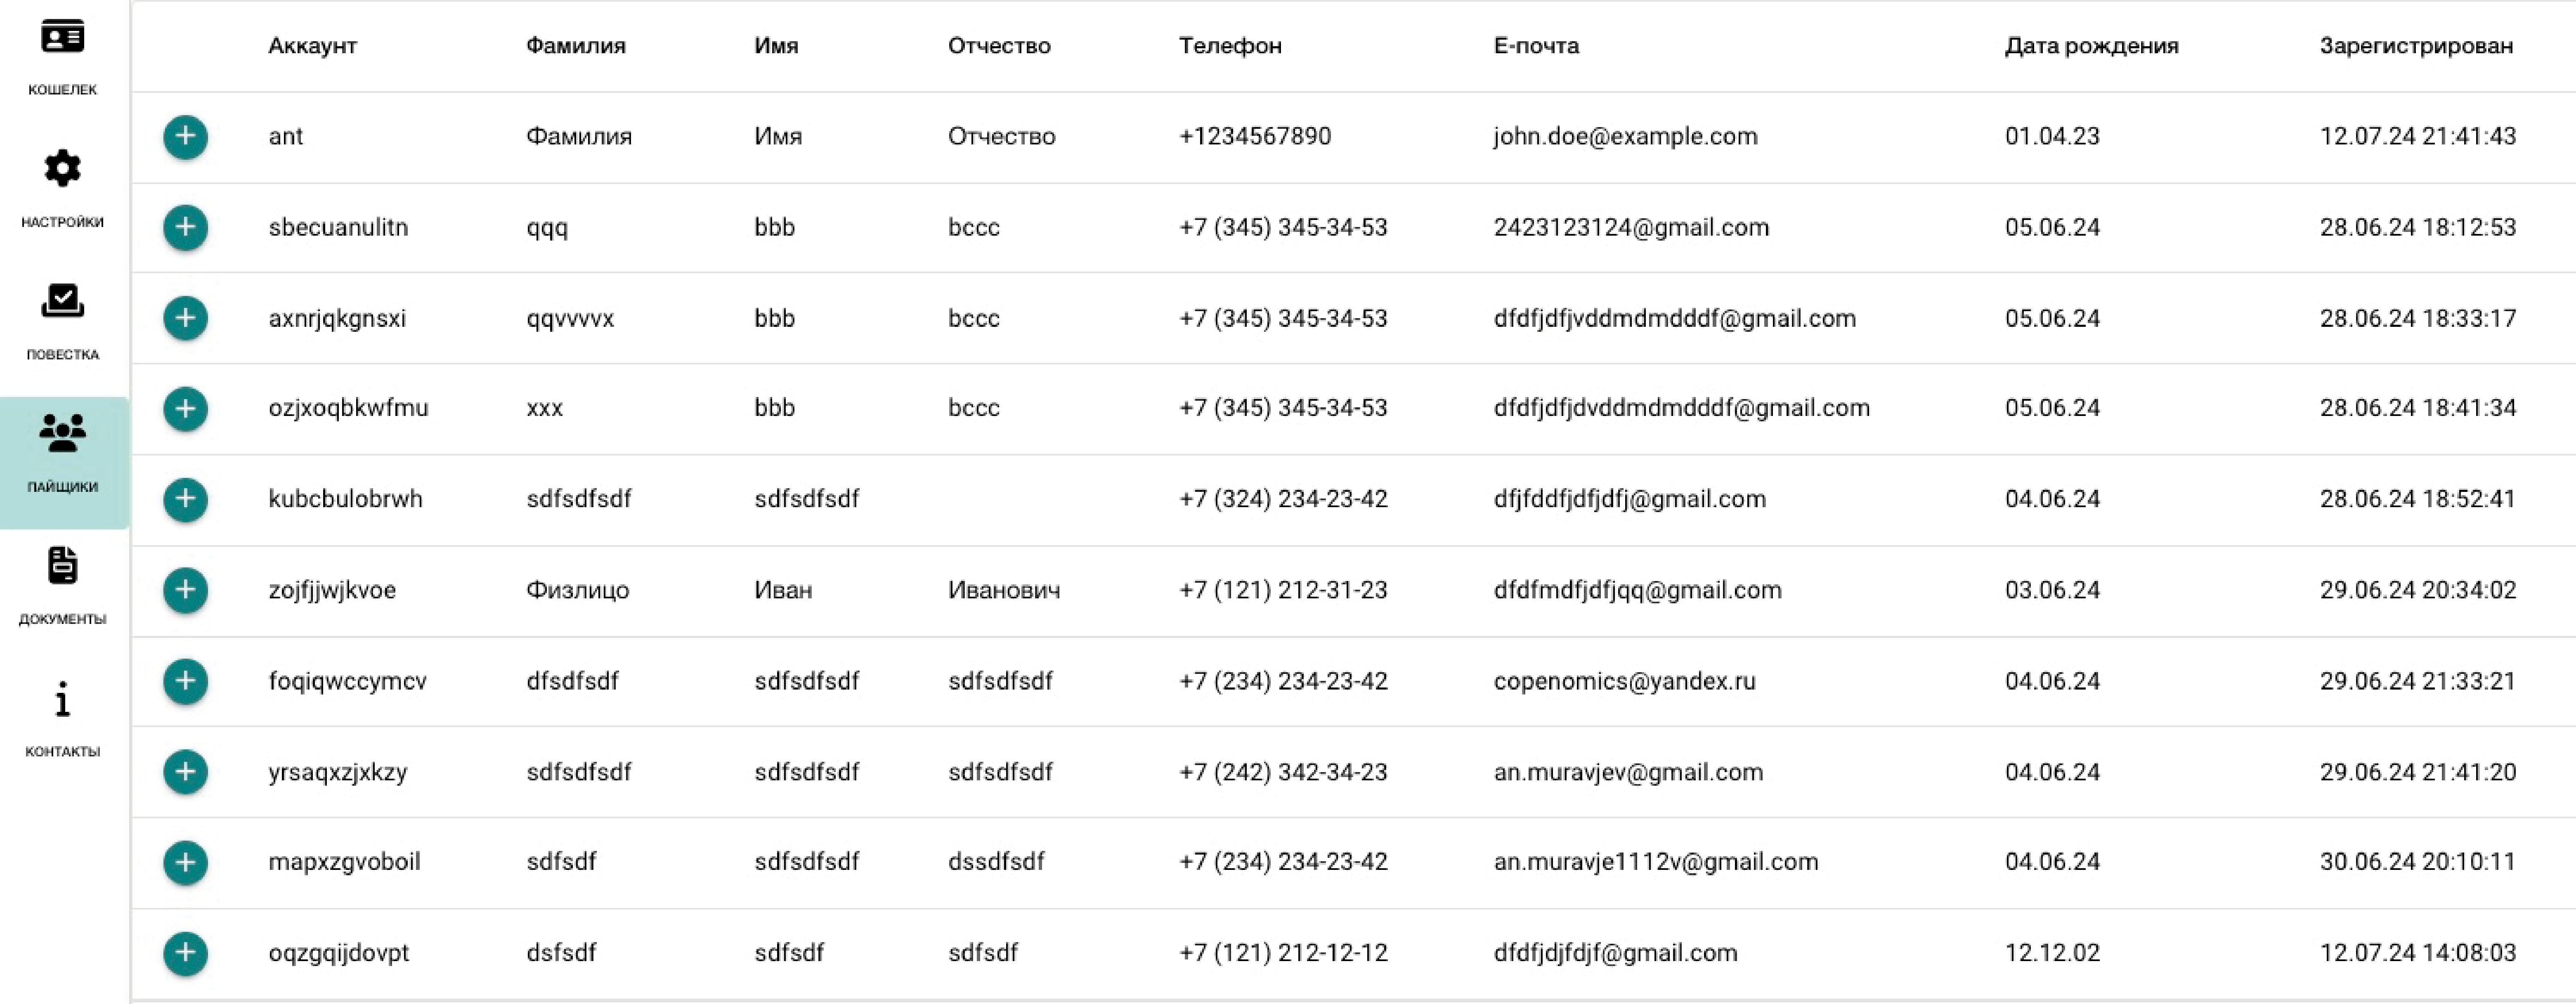 КОШЕЛЕК
НАСТРОЙКИ
ПОВЕСТКА
ПАЙЩИКИ
ДОКУМЕНТЫ
КОНТАКТЫ
Аккаунт Фамилия Имя Отчество Телефон Е-почта Дата рождения Зарегистрирован
ant Фамилия Имя Отчество +1234567890 john.doe@example.com 01.04.23 12.07.24 21:41:43
sbecuanulitn qqq bbb bccc +7 (345) 345-34-53 2423123124@gmail.com 05.06.24 28.06.24 18:12:53
axnrjqkgnsxi qqvvvvx bbb bccc +7 (345) 345-34-53 dfdfjdfjvddmdmdddf@gmail.com 05.06.24 28.06.24 18:33:17
ozjxoqbkwfmu xxx bbb bccc +7 (345) 345-34-53 dfdfjdfjdvddmdmdddf@gmail.com 05.06.24 28.06.24 18:41:34
kubcbulobrwh sdfsdfsdf sdfsdfsdf +7 (324) 234-23-42 dfjfddfjdfjdfj@gmail.com 04.06.24 28.06.24 18:52:41
zojfjjwjkvoe Физлицо Иван Иванович +7 (121) 212-31-23 dfdfmdfjdfjqq@gmail.com 03.06.24 29.06.24 20:34:02
foqiqwccymcv dfsdfsdf sdfsdfsdf sdfsdfsdf +7 (234) 234-23-42 copenomics@yandex.ru 04.06.24 29.06.24 21:33:21
yrsaqxzjxkzy sdfsdfsdf sdfsdfsdf sdfsdfsdf +7 (242) 342-34-23 an.muravjev@gmail.com 04.06.24 29.06.24 21:41:20
mapxzgvoboil sdfsdf sdfsdfsdf dssdfsdf +7 (234) 234-23-42 an.muravje1112v@gmail.com 04.06.24 30.06.24 20:10:11
oqzgqijdovpt dsfsdf sdfsdf sdfsdf +7 (121) 212-12-12 dfdfjdjfdjf@gmail.com 12.12.02 12.07.24 14:08:03